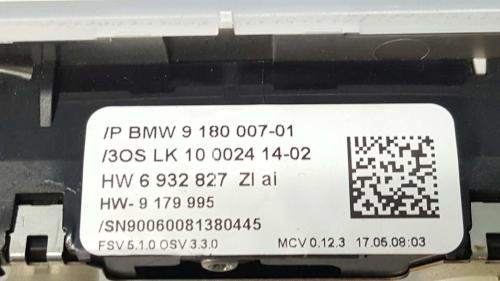 /P BMW 9 180 007-01
/3OS LK 10 0024 14-02
HW 6 932 827 ZI ai
HW- 9 179 995
/SN90060081380445
FSV 5.1.0 OSV 3.3.0 MCV 0.12.3 17.05.08:03